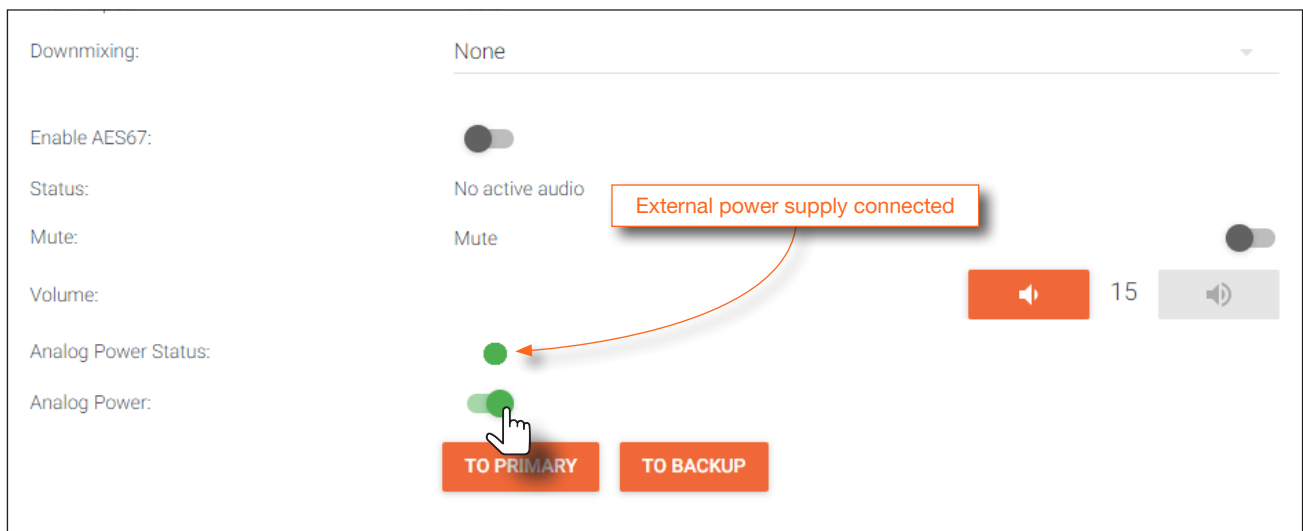 Downmixing: None
Enable AES67:
Status: No active audio
External power supply connected
Mute: Mute
Volume: 15
Analog Power Status:
Analog Power:
TO PRIMARY TO BACKUP